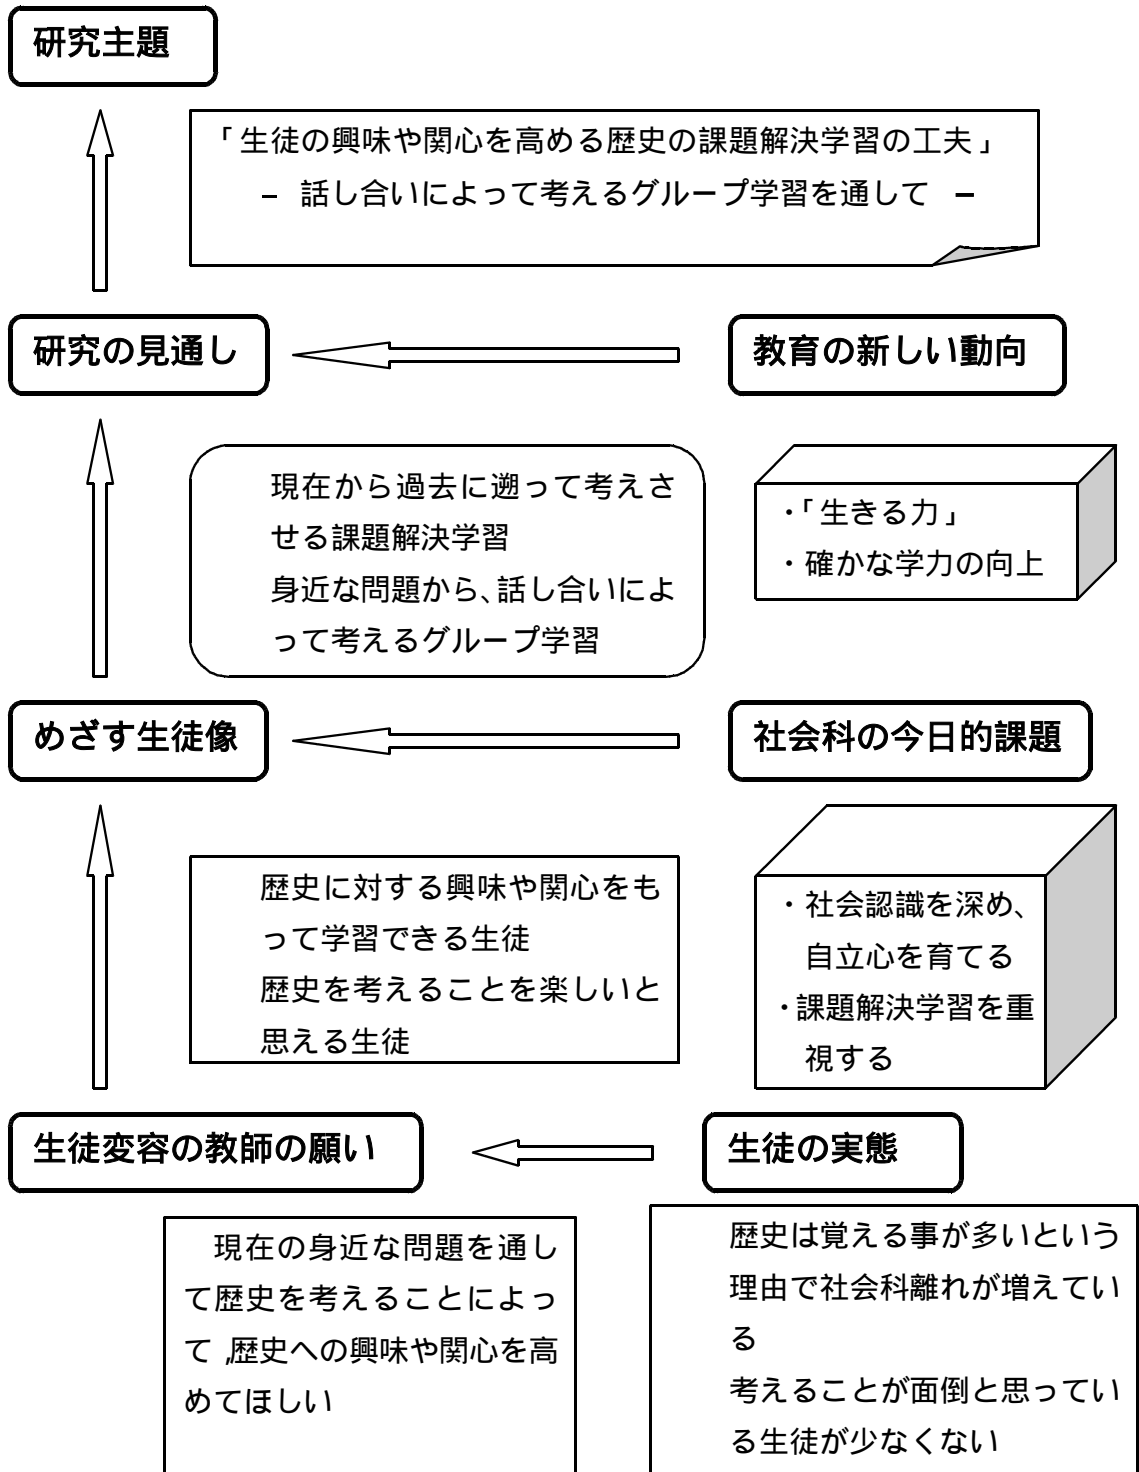 研究主題
「生徒の興味や関心を高める歴史の課題解決学習の工夫」
－ 話し合いによって考えるグループ学習を通して －
研究の見通し
教育の新しい動向
現在から過去に遡って考えさ
せる課題解決学習
身近な問題から、話し合いによ
って考えるグループ学習
・「生きる力」
・確かな学力の向上
めざす生徒像
社会科の今日的課題
歴史に対する興味や関心をも
って学習できる生徒
歴史を考えることを楽しいと
思える生徒
・社会認識を深め、
自立心を育てる
・課題解決学習を重
視する
生徒変容の教師の願い
生徒の実態
現在の身近な問題を通し
て歴史を考えることによっ
て,歴史への興味や関心を高
めてほしい
歴史は覚える事が多いという
理由で社会科離れが増えてい
る
考えることが面倒と思ってい
る生徒が少なくない